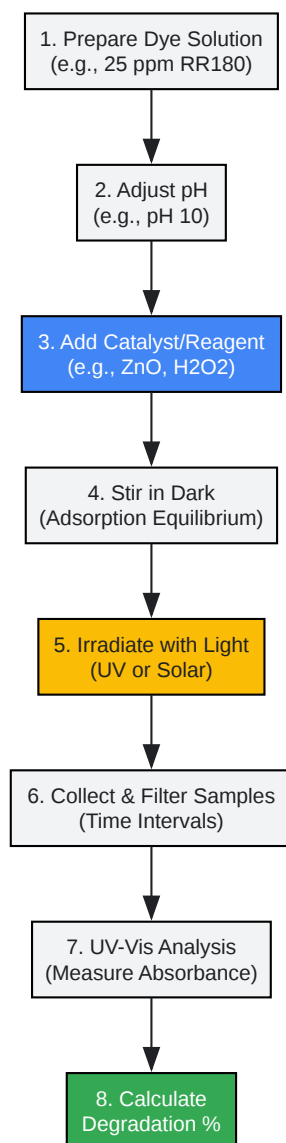 1. Prepare Dye Solution
(e.g., 25 ppm RR180)
2. Adjust pH
(e.g., pH 10)
3. Add Catalyst/Reagent
(e.g., ZnO, H2O2)
4. Stir in Dark
(Adsorption Equilibrium)
5. Irradiate with Light
(UV or Solar)
6. Collect & Filter Samples
(Time Intervals)
7. UV-Vis Analysis
(Measure Absorbance)
8. Calculate
Degradation %